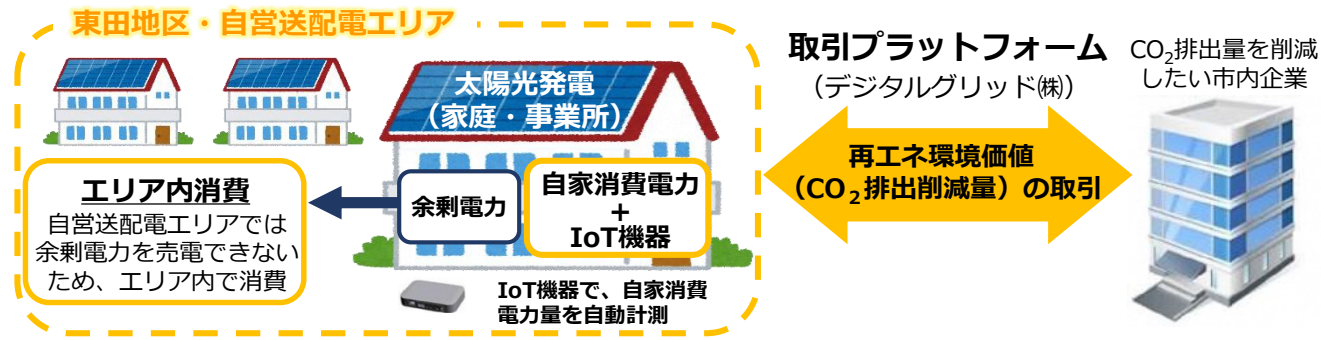 東田地区・自営送配電エリア
太陽光発電
（家庭・事業所）
エリア内消費
自営送配電エリアでは
余剰電力を売電できない
ため、エリア内で消費
余剰電力
自家消費電力
＋
IoT機器
IoT機器で、自家消費
電力量を自動計測
取引プラットフォーム
（デジタルグリッド㈱）
再エネ環境価値
（CO₂排出削減量）の取引
CO₂排出量を削減
したい市内企業